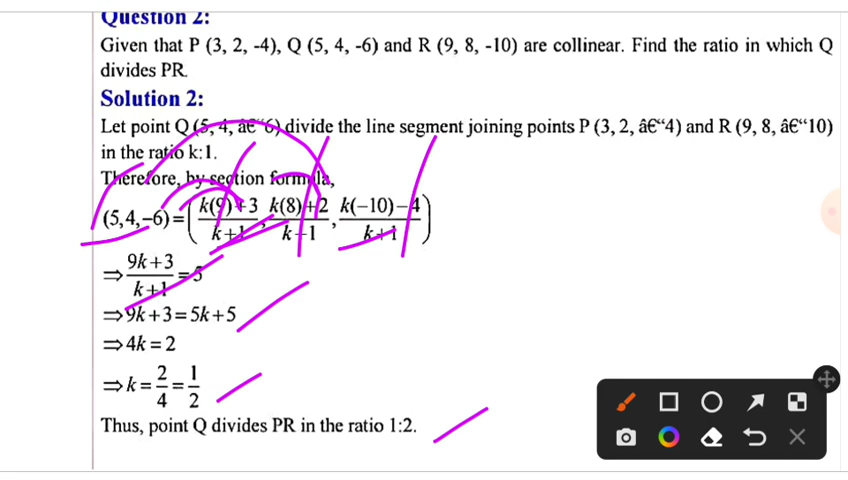 Question 2:
Given that P (3, 2, -4), Q (5, 4, -6) and R (9, 8, -10) are collinear. Find the ratio in which Q
divides PR.
Solution 2:
Let point Q (5, 4, â€“6) divide the line segment joining points P (3, 2, â€“4) and R (9, 8, â€“10)
in the ratio k:1.
Therefore, by section formula,
(5,4,−6) = ( k(9)+3 / k+1 , k(8)+2 / k+1 , k(−10)−4 / k+1 )
⇒ 9k+3 / k+1 = 5
⇒ 9k+3 = 5k+5
⇒ 4k = 2
⇒ k = 2/4 = 1/2
Thus, point Q divides PR in the ratio 1:2.